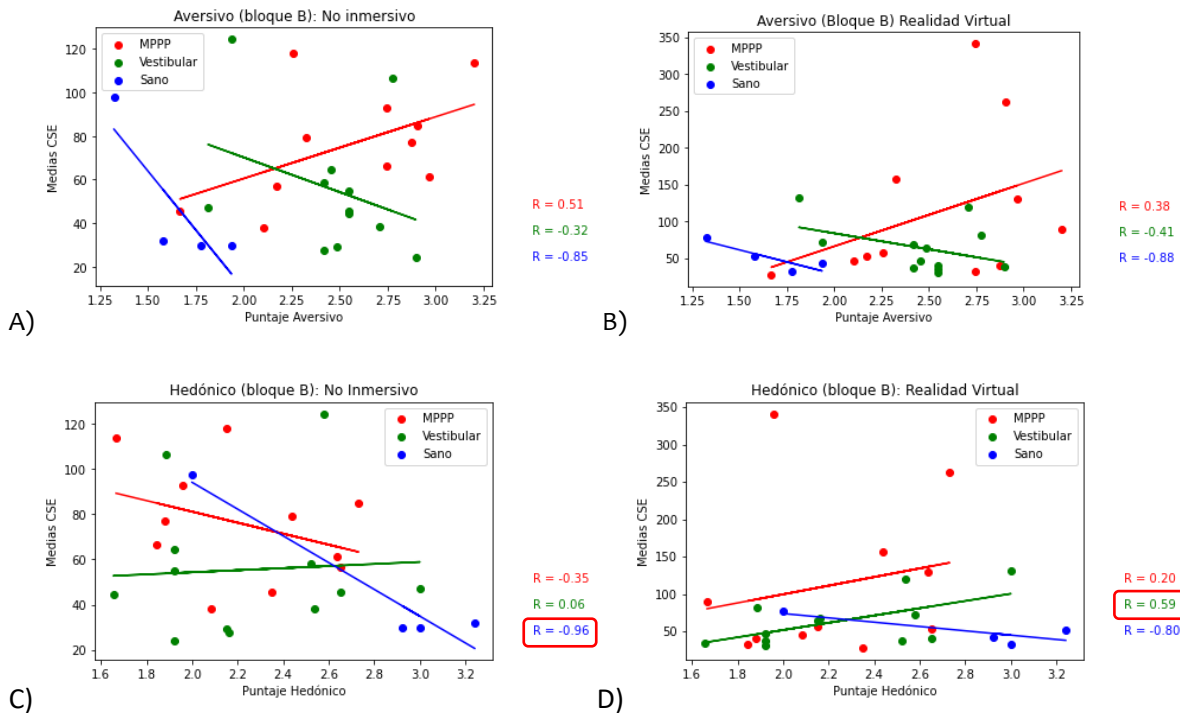 Aversivo (bloque B): No inmersivo
MPPP
Vestibular
Sano
Medias CSE
120
100
80
60
40
20
1.25 1.50 1.75 2.00 2.25 2.50 2.75 3.00 3.25
Puntaje Aversivo
R = 0.51
R = -0.32
R = -0.85
A)
Aversivo (Bloque B) Realidad Virtual
MPPP
Vestibular
Sano
Medias CSE
350
300
250
200
150
100
50
1.25 1.50 1.75 2.00 2.25 2.50 2.75 3.00 3.25
Puntaje Aversivo
R = 0.38
R = -0.41
R = -0.88
B)
Hedónico (bloque B): No Inmersivo
MPPP
Vestibular
Sano
Medias CSE
120
100
80
60
40
20
1.6 1.8 2.0 2.2 2.4 2.6 2.8 3.0 3.2
Puntaje Hedónico
R = -0.35
R = 0.06
R = -0.96
C)
Hedónico (bloque B): Realidad Virtual
MPPP
Vestibular
Sano
Medias CSE
350
300
250
200
150
100
50
1.6 1.8 2.0 2.2 2.4 2.6 2.8 3.0 3.2
Puntaje Hedónico
R = 0.20
R = 0.59
R = -0.80
D)